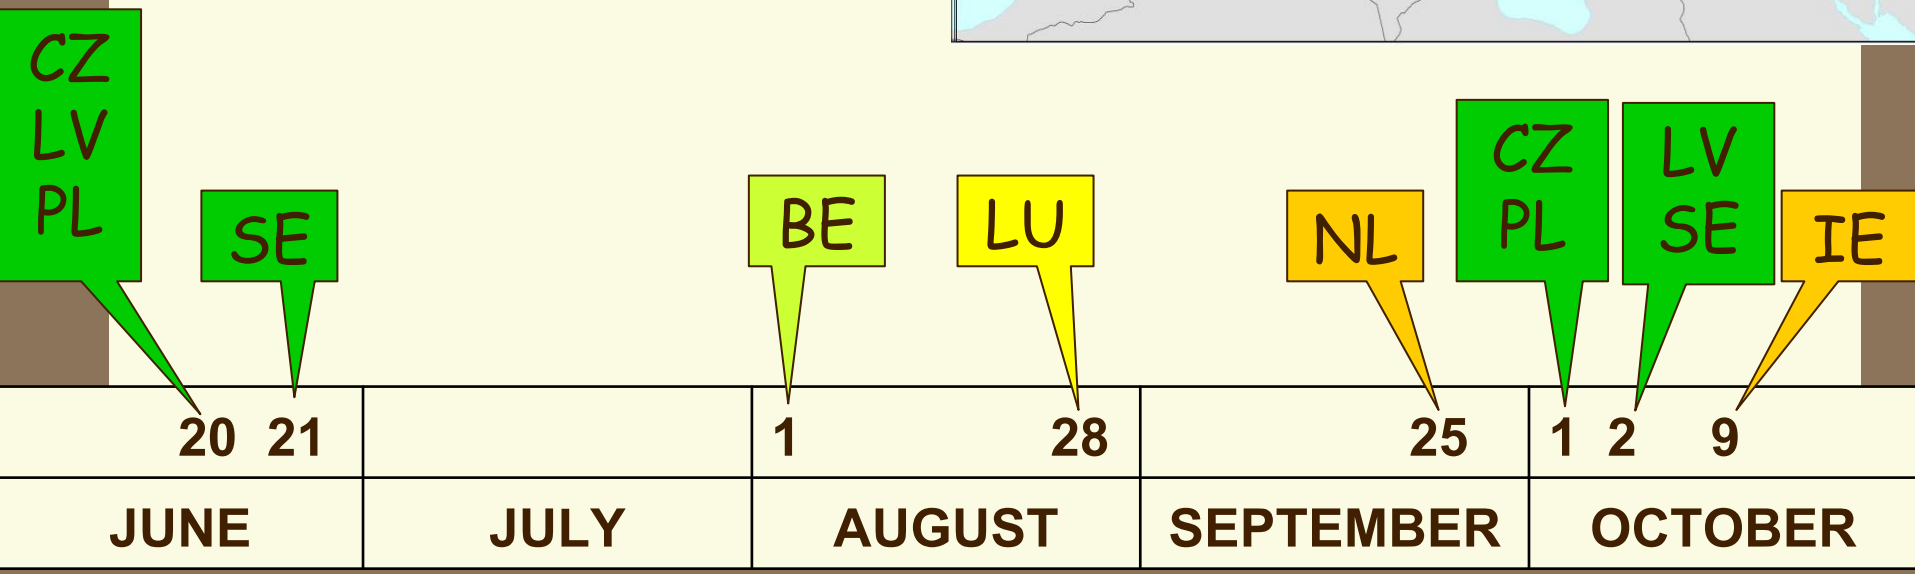 CZ
LV
PL
SE
BE
LU
NL
CZ
PL
LV
SE
IE
20 21 1 28 25 1 2 9
JUNE JULY AUGUST SEPTEMBER OCTOBER